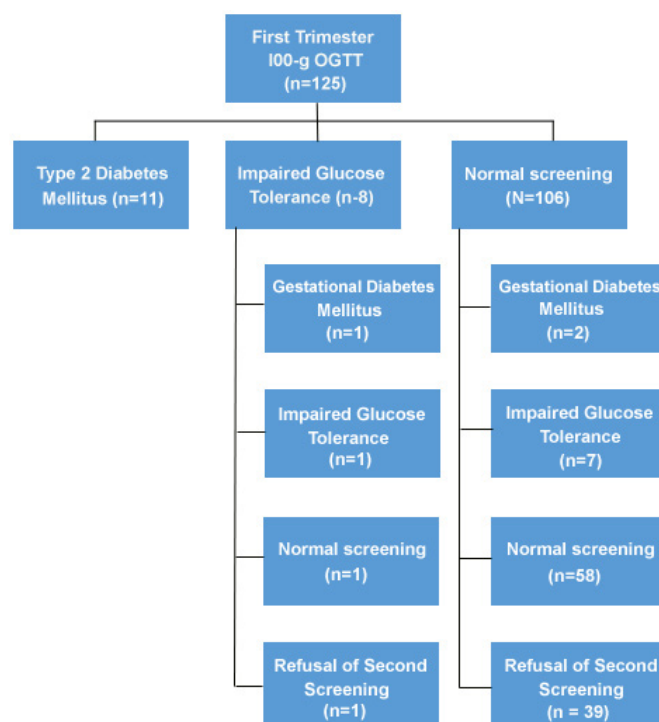 First Trimester
I00-g OGTT
(n=125)
Type 2 Diabetes
Mellitus (n=11)
Impaired Glucose
Tolerance (n-8)
Normal screening
(N=106)
Gestational Diabetes
Mellitus
(n=1)
Gestational Diabetes
Mellitus
(n=2)
Impaired Glucose
Tolerance
(n=1)
Impaired Glucose
Tolerance
(n=7)
Normal screening
(n=1)
Normal screening
(n=58)
Refusal of Second
Screening
(n=1)
Refusal of Second
Screening
(n = 39)